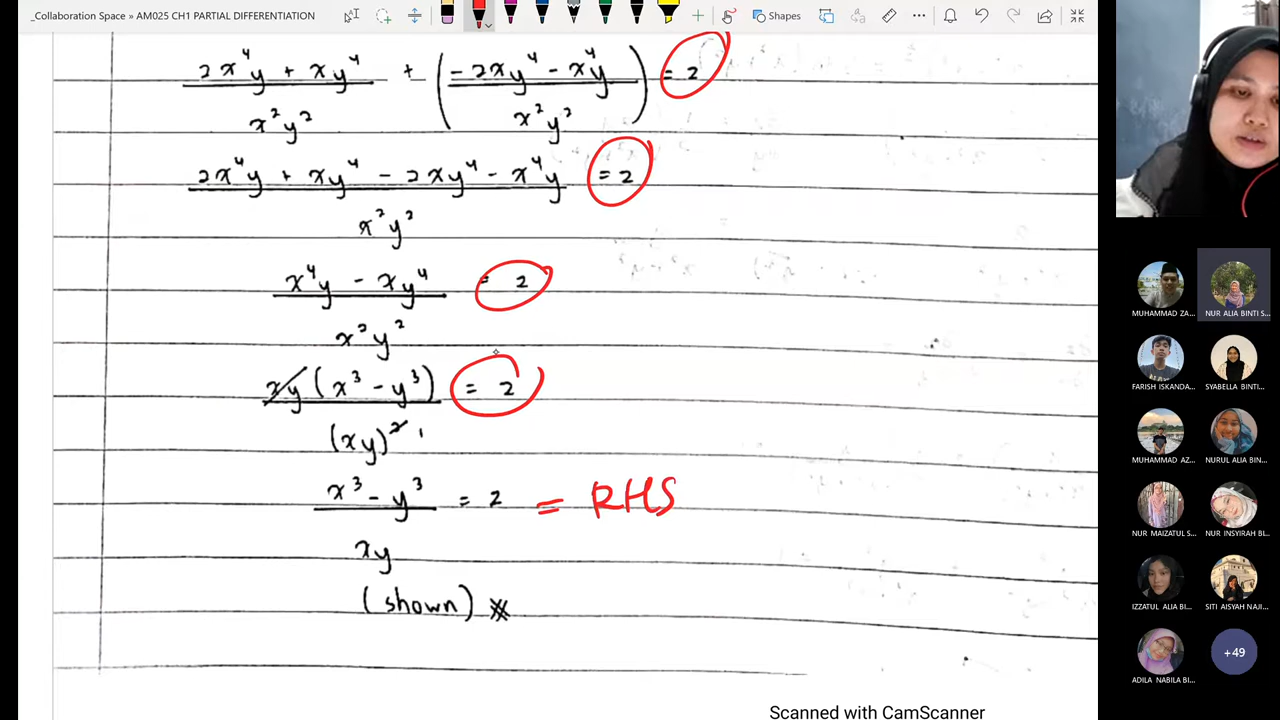 _Collaboration Space » AM025 CH1 PARTIAL DIFFERENTIATION
Shapes
2x⁴y + xy⁴ + (-2xy⁴ - x⁴y) = 2
x²y² x²y²
2x⁴y + xy⁴ - 2xy⁴ - x⁴y = 2
x²y²
x⁴y - xy⁴ = 2
x²y²
xy(x³ - y³) = 2
(xy)² 1
x³ - y³ = 2 = RHS
xy
(shown) *
Scanned with CamScanner
MUHAMMAD ZA...
NUR ALIA BINTI S...
FARISH ISKANDA...
SYABELLA BINTI...
MUHAMMAD AZ...
NURUL ALIA BIN...
NUR MAIZATUL S...
NUR INSYIRAH BI...
IZZATUL ALIA BI...
SITI AISYAH NAJI...
ADILA NABILA BI...
+49